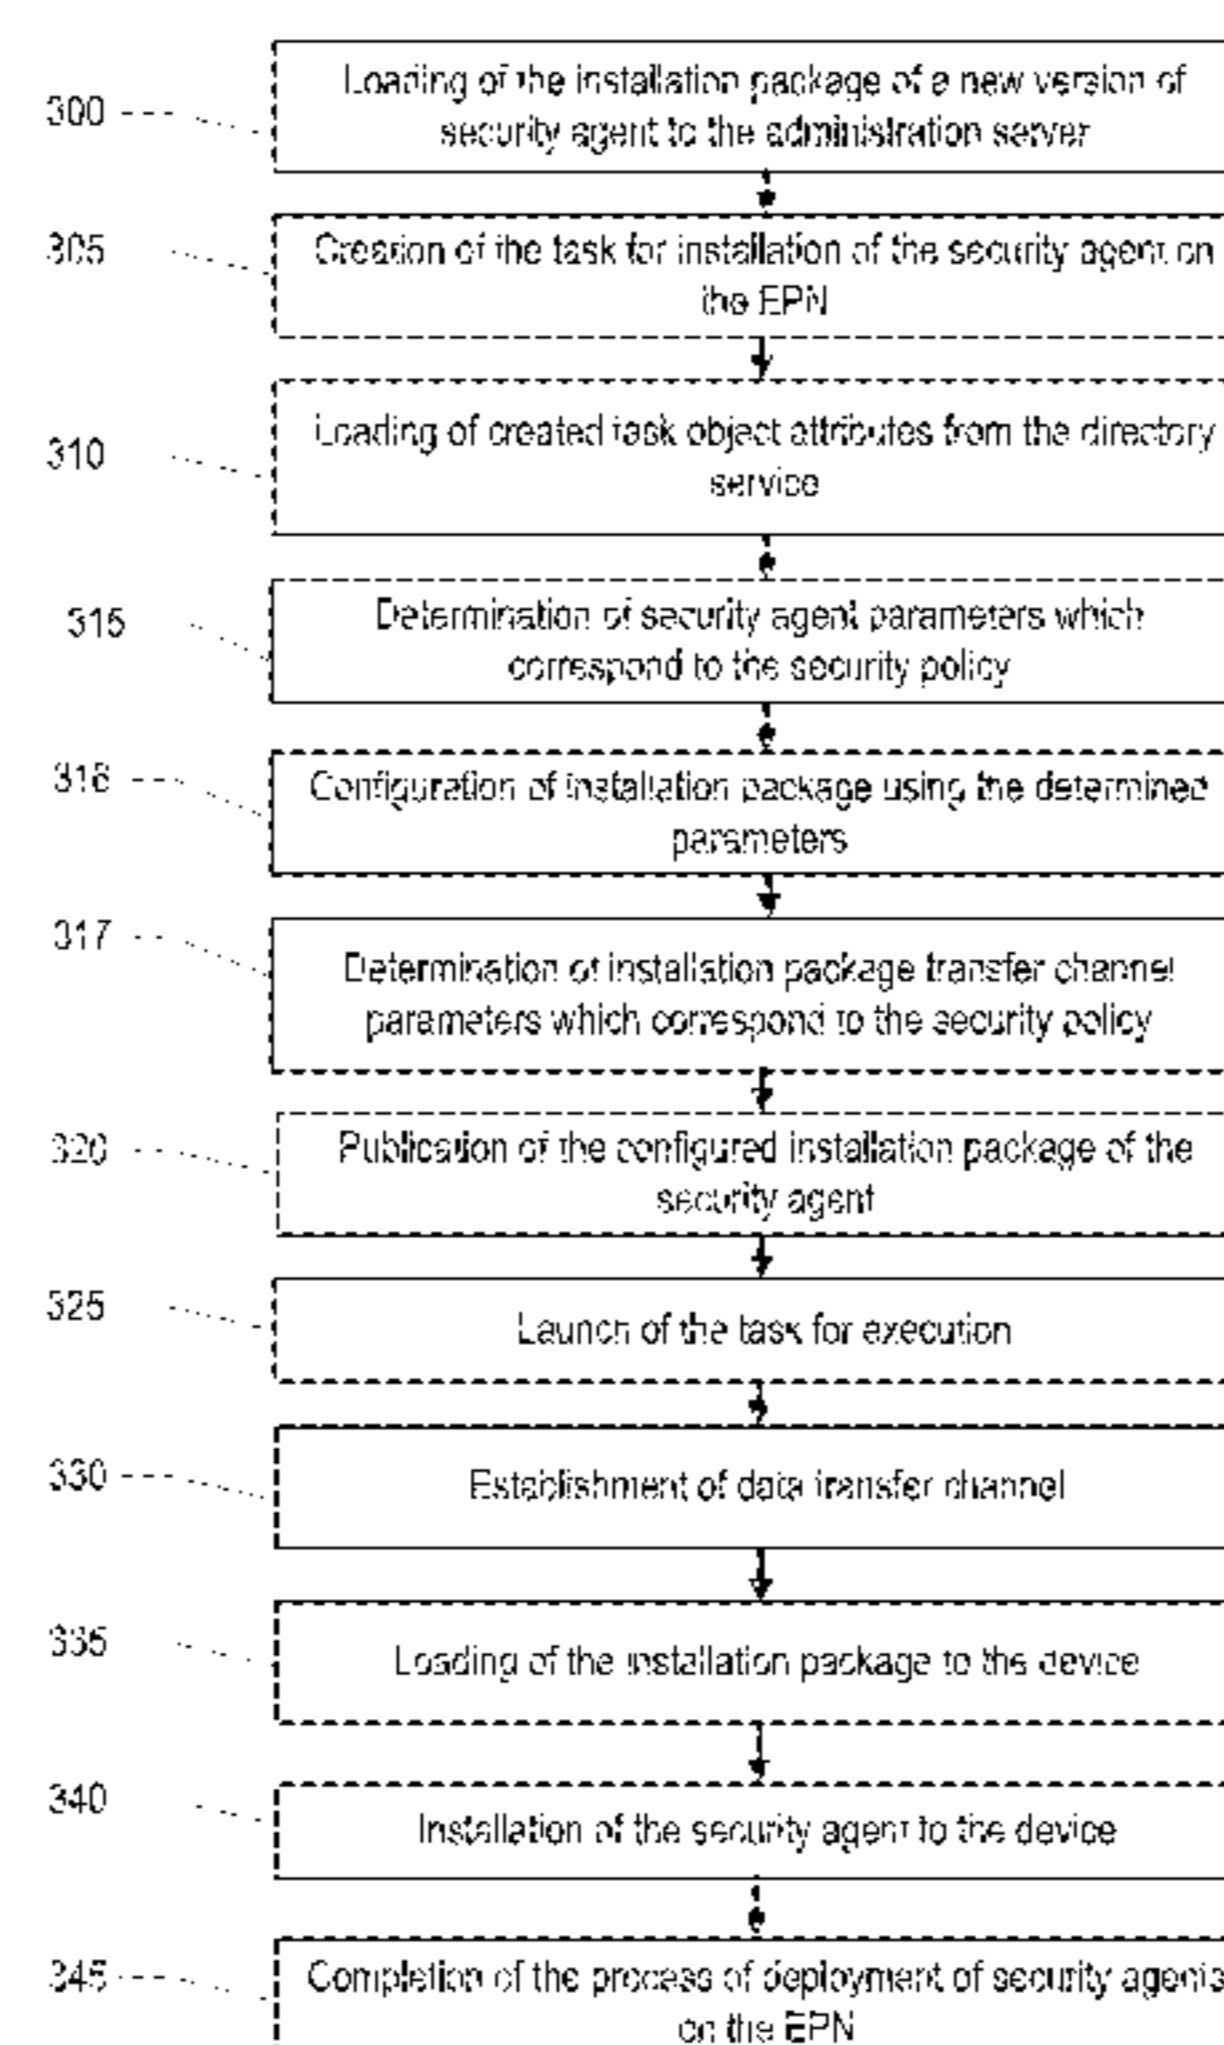 300
Loading of the installation package of a new version of
security agent to the administration server
305
Creation of the task for installation of the security agent on
the EPN
310
Loading of created task object attributes from the directory
service
315
Determination of security agent parameters which
correspond to the security policy
316
Configuration of installation package using the determined
parameters
317
Determination of installation package transfer channel
parameters which correspond to the security policy
320
Publication of the configured installation package of the
security agent
325
Launch of the task for execution
330
Establishment of data transfer channel
335
Loading of the installation package to the device
340
Installation of the security agent to the device
345
Completion of the process of deployment of security agents
on the EPN